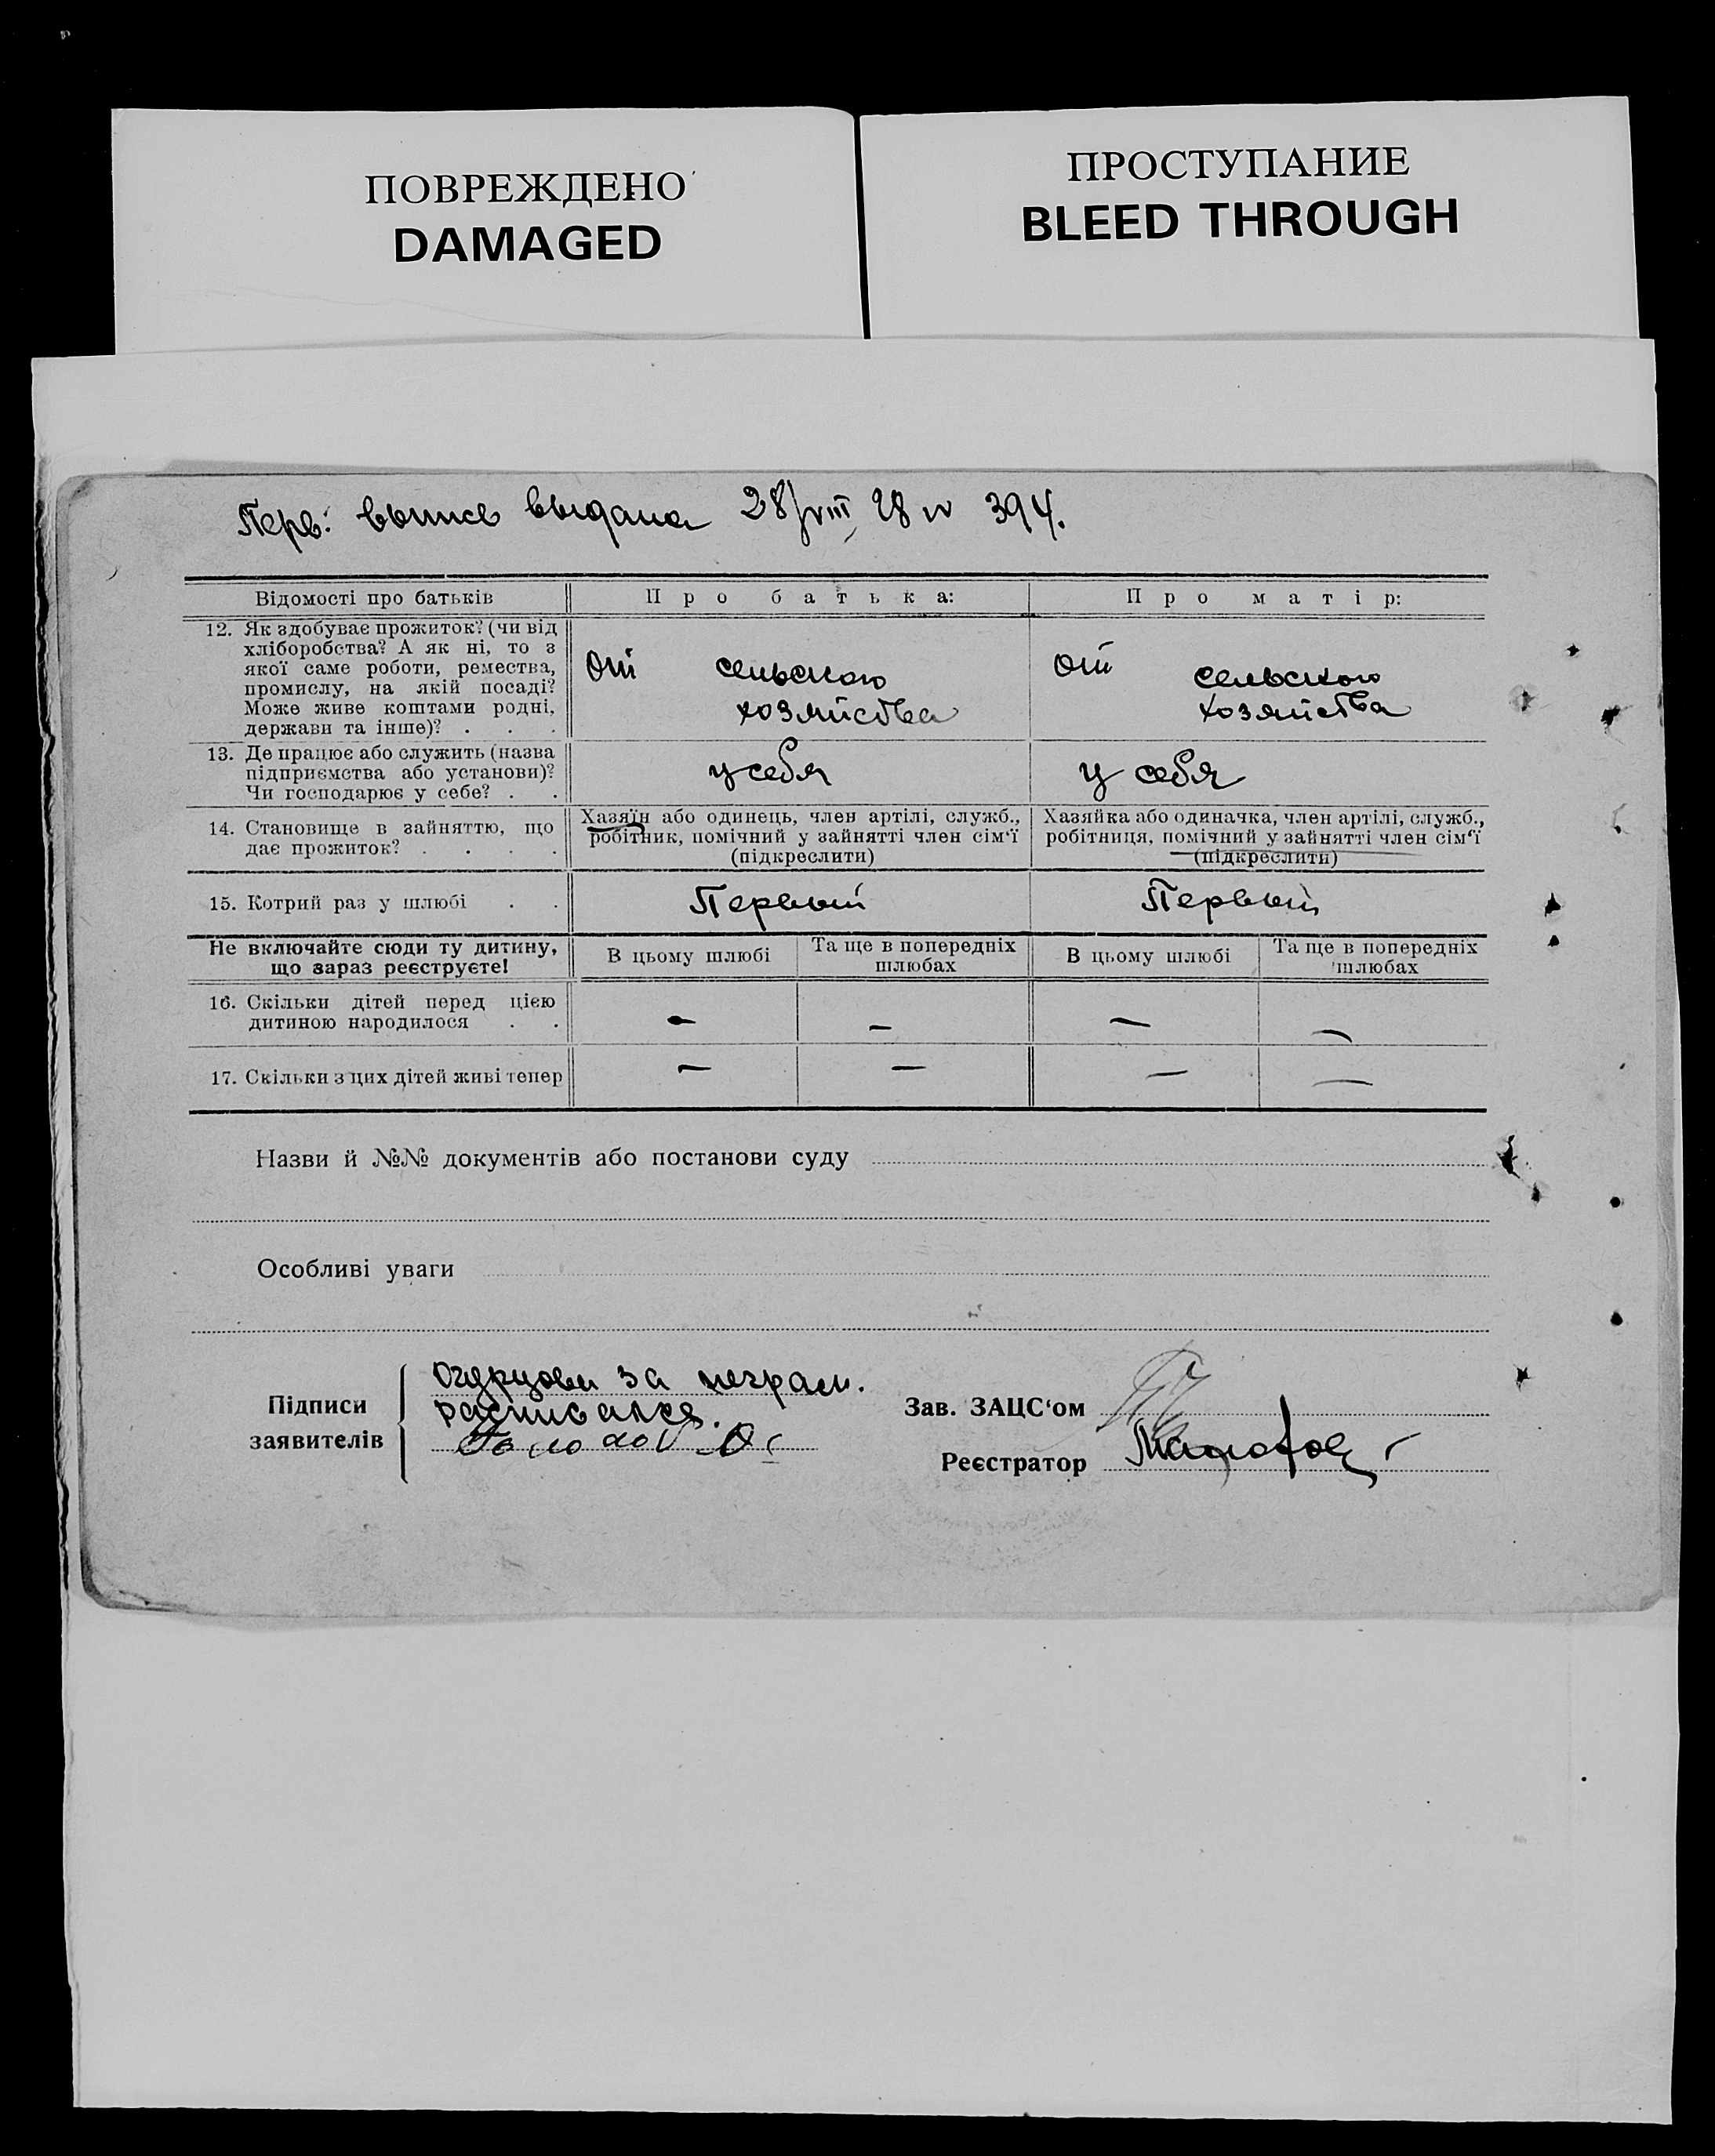 ПОВРЕЖДЕНО
DAMAGED
ПРОСТУПАНИЕ
BLEED THROUGH
Перв: выпись выдана 28/VIII 28 N 394.
Відомості про батьків
Про батька:
Про матір:
12. Як здобуває прожиток? (чи від
хліборобства? А як ні, то з
якої саме роботи, ремества,
промислу, на якій посаді?
Може живе коштами родні,
держави та інше)? . . .
От сельского
хозяйства
От сельского
хозяйства
13. Де працює або служить (назва
підприємства або установи)?
Чи господарює у себе? . .
у себя
у себя
14. Становище в зайняттю, що
дає прожиток? . . . .
Хазяїн або одинець, член артілі, служб.,
робітник, помічний у зайнятті член сім'ї
(підкреслити)
Хазяйка або одиначка, член артілі, служб.,
робітниця, помічний у зайнятті член сім'ї
(підкреслити)
15. Котрий раз у шлюбі . .
Первый
Первый
Не включайте сюди ту дитину,
що зараз реєструєте!
В цьому шлюбі
Та ще в попередніх
шлюбах
В цьому шлюбі
Та ще в попередніх
шлюбах
16. Скільки дітей перед цією
дитиною народилося . .
— — — —
17. Скільки з цих дітей живі тепер
— — — —
Назви й №№ документів або постанови суду
Особливі уваги
Підписи
заявителів
за неграм.
расписался.
Зав. ЗАЦС'ом
Реєстратор